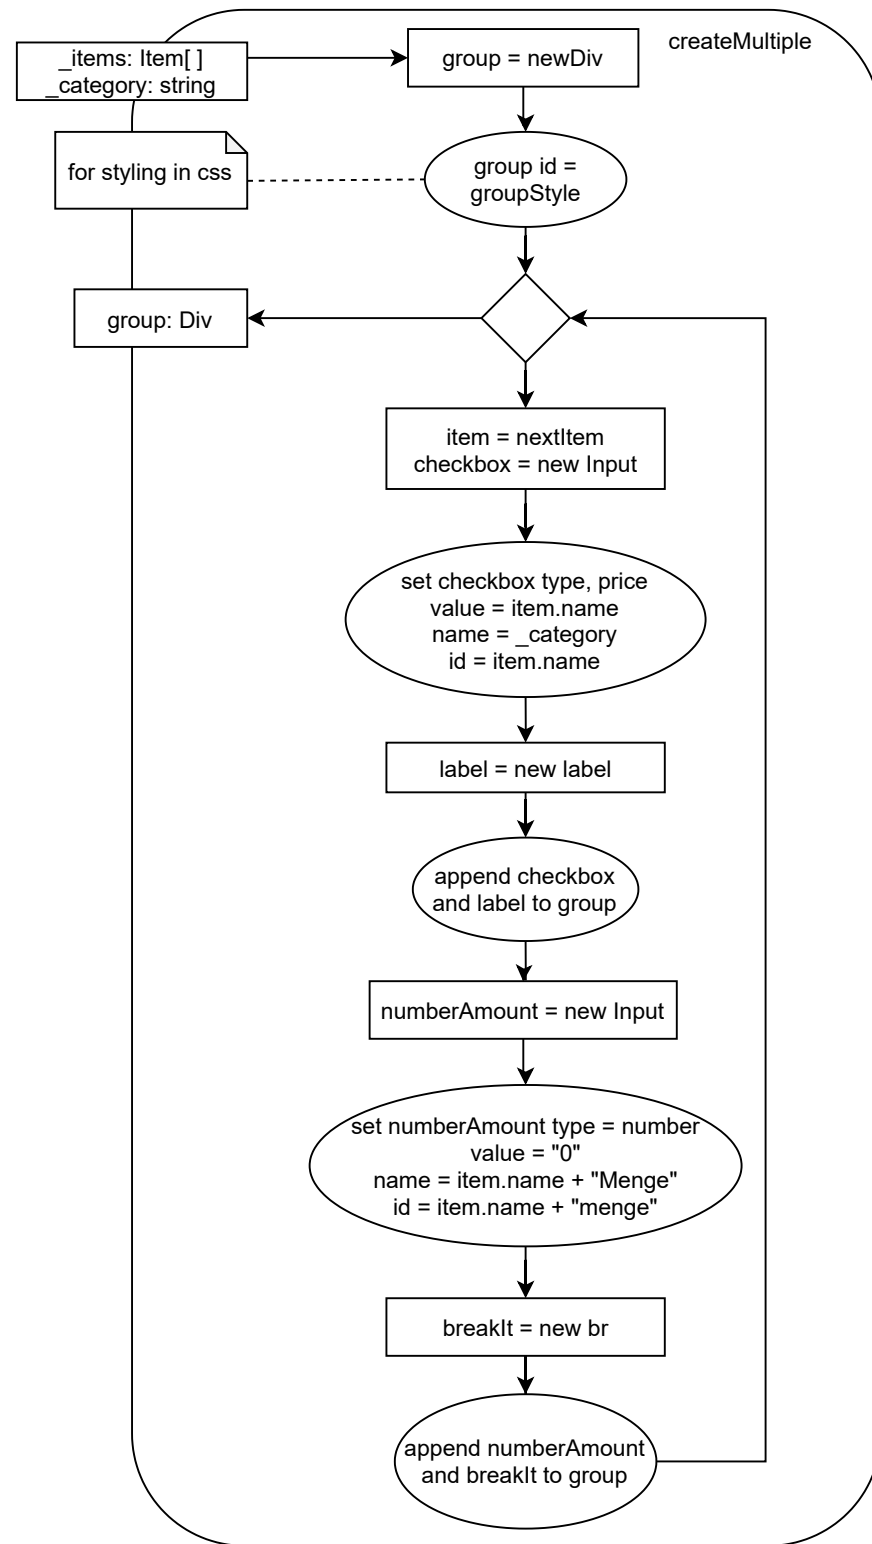 createMultiple
_items: Item[ ]
_category: string
group = newDiv
for styling in css
group id =
groupStyle
group: Div
item = nextItem
checkbox = new Input
set checkbox type, price
value = item.name
name = _category
id = item.name
label = new label
append checkbox
and label to group
numberAmount = new Input
set numberAmount type = number
value = "0"
name = item.name + "Menge"
id = item.name + "menge"
breakIt = new br
append numberAmount
and breakIt to group